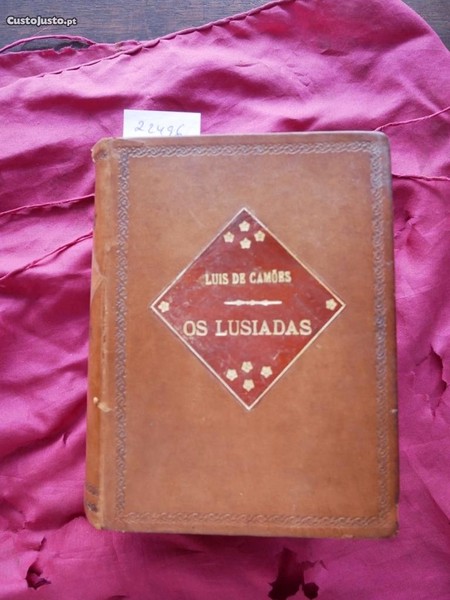 CustoJusto.pt
22496
LUIS DE CAMÕES
OS LUSIADAS